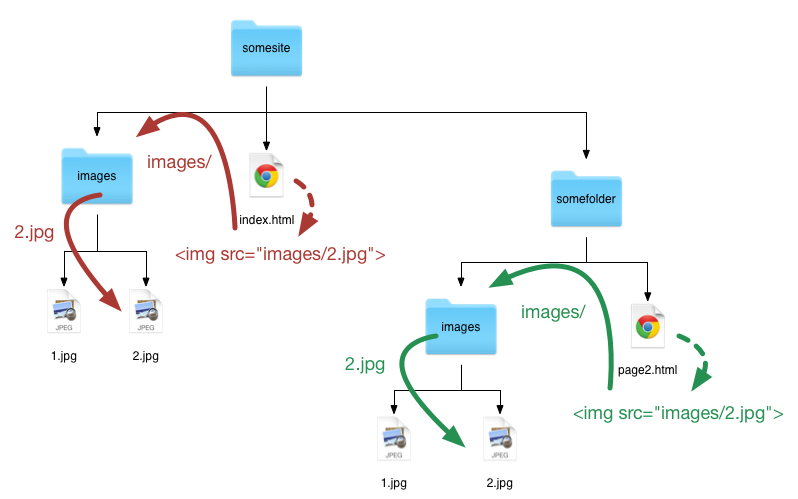 somesite
images/
images
index.html
somefolder
2.jpg
<img src="images/2.jpg">
images/
images
JPEG
JPEG
1.jpg
2.jpg
2.jpg
page2.html
<img src="images/2.jpg">
JPEG
JPEG
1.jpg
2.jpg